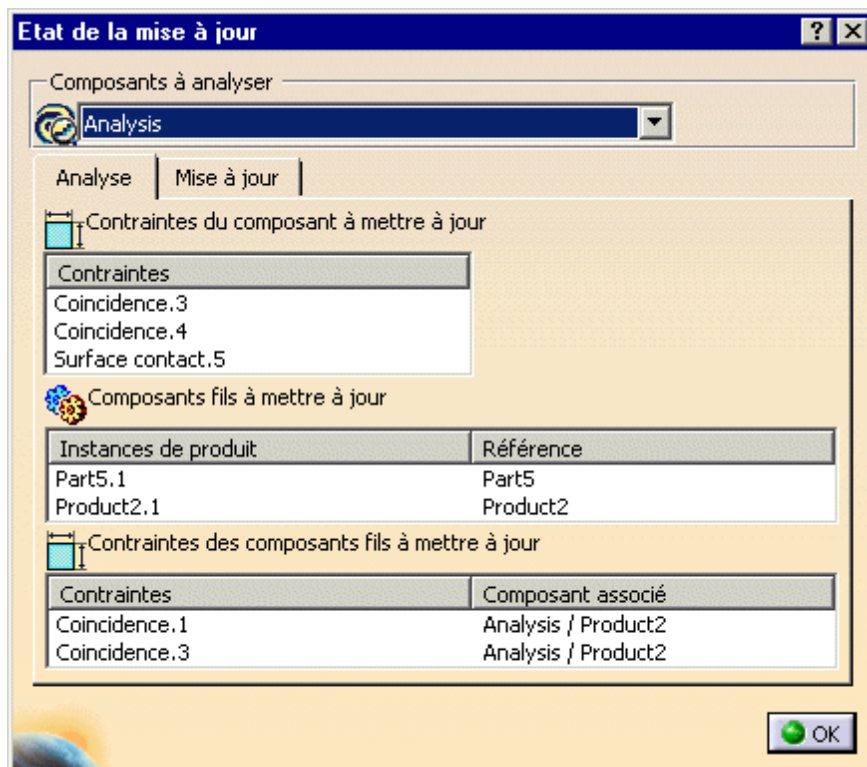 Etat de la mise à jour
Composants à analyser
Analysis
Analyse Mise à jour
Contraintes du composant à mettre à jour
Contraintes
Coincidence.3
Coincidence.4
Surface contact.5
Composants fils à mettre à jour
Instances de produit Référence
Part5.1 Part5
Product2.1 Product2
Contraintes des composants fils à mettre à jour
Contraintes Composant associé
Coincidence.1 Analysis / Product2
Coincidence.3 Analysis / Product2
OK